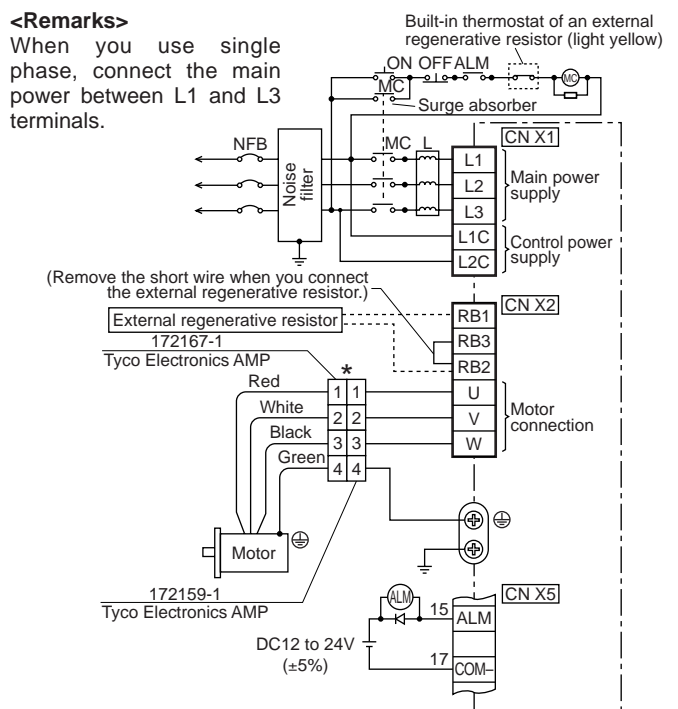 <Remarks>
When you use single
phase, connect the main
power between L1 and L3
terminals.
Built-in thermostat of an external
regenerative resistor (light yellow)
ON OFF ALM
MC
MC
Surge absorber
NFB
Noise
filter
MC L
CN X1
L1
L2
L3
Main power
supply
L1C
L2C
Control power
supply
(Remove the short wire when you connect
the external regenerative resistor.)
External regenerative resistor
CN X2
RB1
RB3
RB2
172167-1
Tyco Electronics AMP
*
Red
White
Black
Green
1 1
2 2
3 3
4 4
U
V
W
Motor
connection
Motor
172159-1
Tyco Electronics AMP
CN X5
ALM
15
ALM
DC12 to 24V
(±5%)
17
COM–